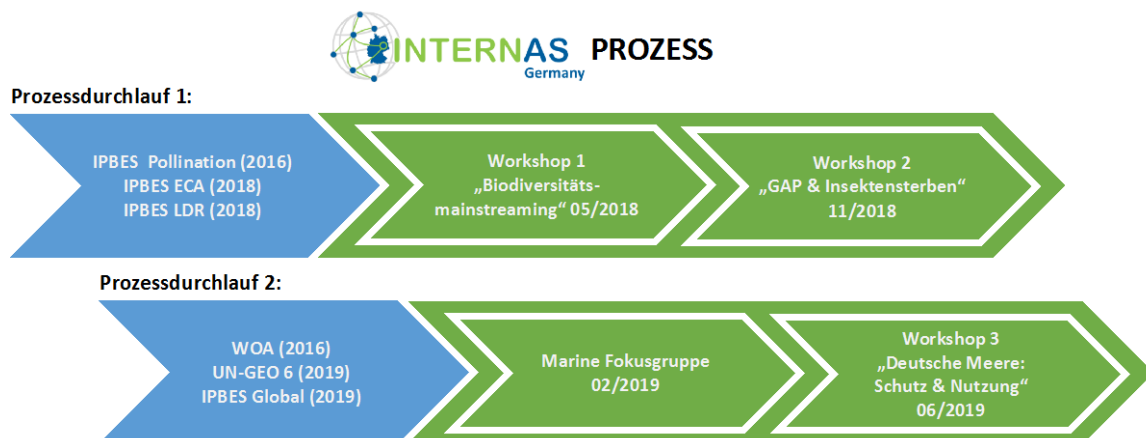 INTERNAS PROZESS
Germany
Prozessdurchlauf 1:
IPBES Pollination (2016)
IPBES ECA (2018)
IPBES LDR (2018)
Workshop 1
„Biodiversitäts-
mainstreaming“ 05/2018
Workshop 2
„GAP & Insektensterben“
11/2018
Prozessdurchlauf 2:
WOA (2016)
UN-GEO 6 (2019)
IPBES Global (2019)
Marine Fokusgruppe
02/2019
Workshop 3
„Deutsche Meere:
Schutz & Nutzung“
06/2019